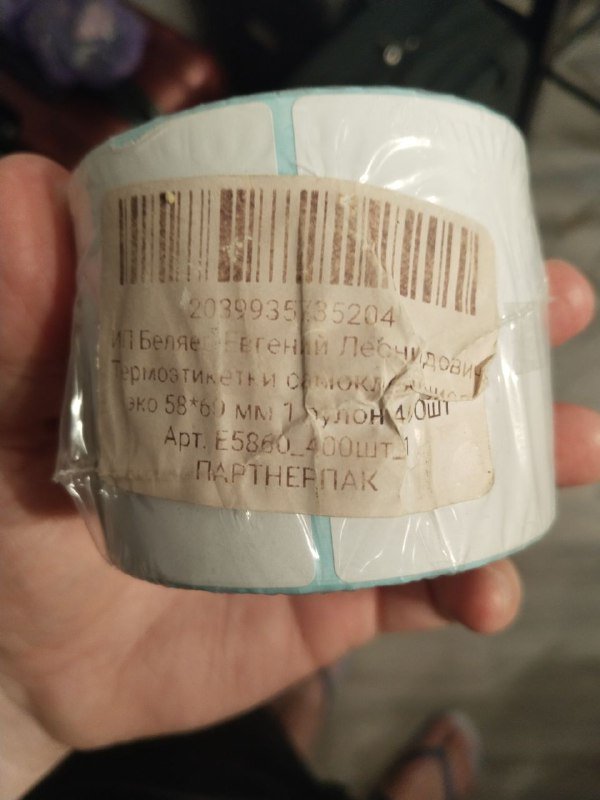 2039935735204
ИП Беляев Евгений Леонидович
Термоэтикетки самоклеящиеся
эко 58*60 мм 1 рулон 400шт
Арт. E5860_400шт_1
ПАРТНЕРПАК